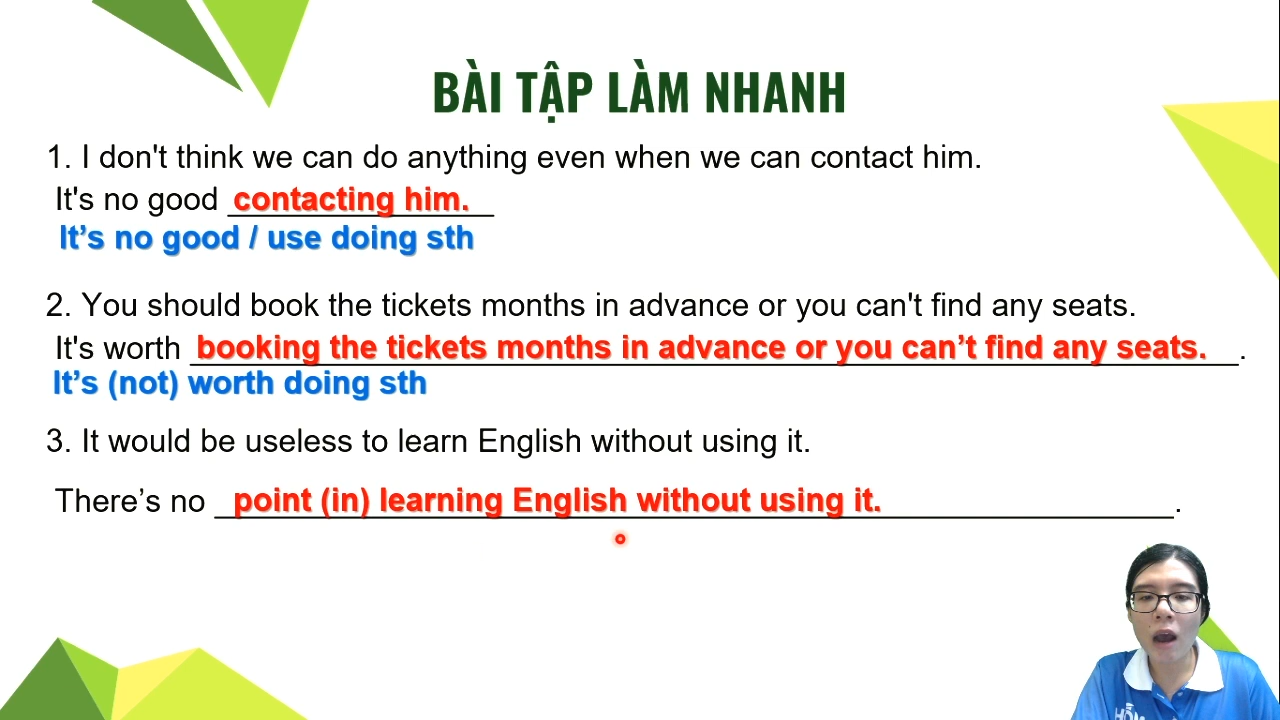 BÀI TẬP LÀM NHANH
1. I don't think we can do anything even when we can contact him.
It's no good contacting him.
It’s no good / use doing sth
2. You should book the tickets months in advance or you can't find any seats.
It's worth booking the tickets months in advance or you can’t find any seats. .
It’s (not) worth doing sth
3. It would be useless to learn English without using it.
There’s no point (in) learning English without using it. .